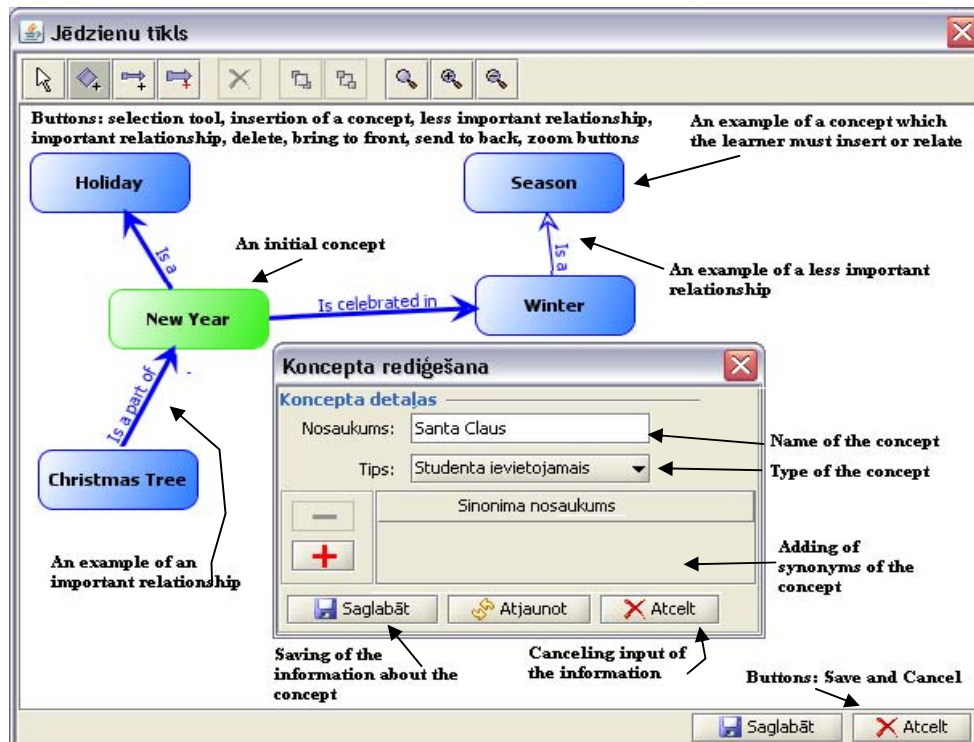 Jēdzienu tīkls
Buttons: selection tool, insertion of a concept, less important relationship,
important relationship, delete, bring to front, send to back, zoom buttons
An example of a concept which
the learner must insert or relate
Holiday
Season
Is a
An initial concept
Is a
An example of a less important
relationship
New Year
Is celebrated in
Winter
Is a part of
Koncepta rediģešana
Koncepta detaļas
Nosaukums: Santa Claus
Name of the concept
Tips: Studenta ievietojamais
Type of the concept
Christmas Tree
Sinonima nosaukums
An example of an
important relationship
Adding of
synonyms of the
concept
Saglabāt Atjaunot Atcelt
Saving of the
information about the
concept
Canceling input of
the information
Buttons: Save and Cancel
Saglabāt Atcelt